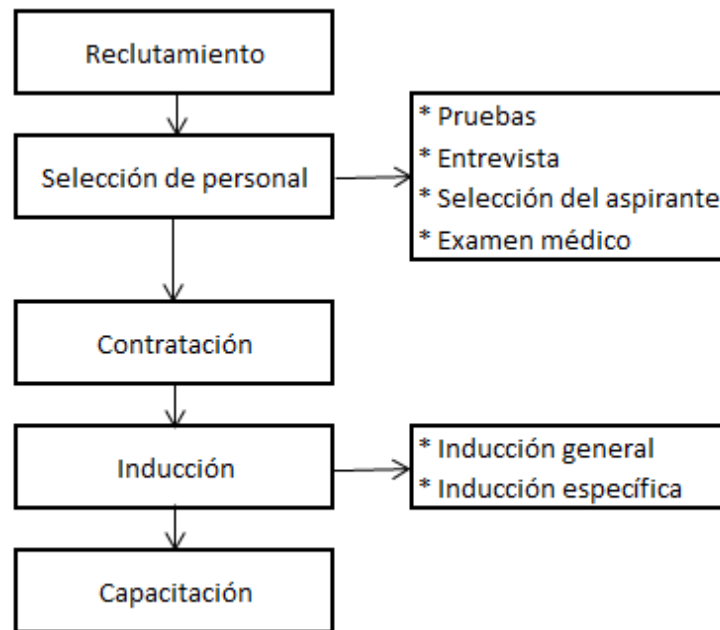 Reclutamiento
Selección de personal
* Pruebas
* Entrevista
* Selección del aspirante
* Examen médico
Contratación
Inducción
* Inducción general
* Inducción específica
Capacitación